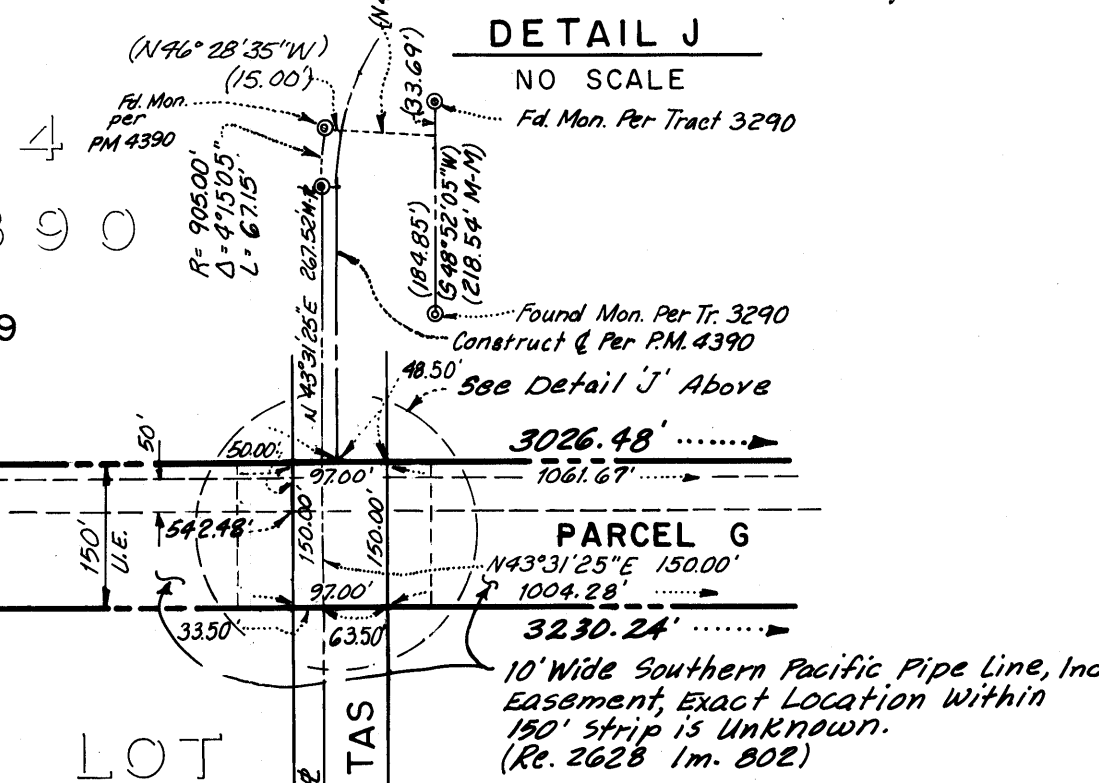 DETAIL J
NO SCALE
(N46°28'35"W)
(15.00')
(33.69')
Fd. Mon.
per
PM 4390
Fd. Mon. Per Tract 3290
4
90
9
R= 905.00'
Δ= 4°15'05"
L= 67.15'
N 43°31'25"E 267.52'
(184.85')
(S48°52'05"W)
(218.54' M-M)
Found Mon. Per Tr. 3290
Construct ℄ Per P.M. 4390
48.50'
See Detail 'J' Above
50'
50.00'
3026.48'
97.00'
1061.67'
150'
U.E.
542.48'
150.00'
150.00'
PARCEL G
N43°31'25"E 150.00'
97.00'
1004.28'
33.50'
63.50'
3230.24'
10' Wide Southern Pacific Pipe Line, Inc
Easement, Exact Location Within
150' Strip is Unknown.
(Re. 2628 Im. 802)
LOT
TAS